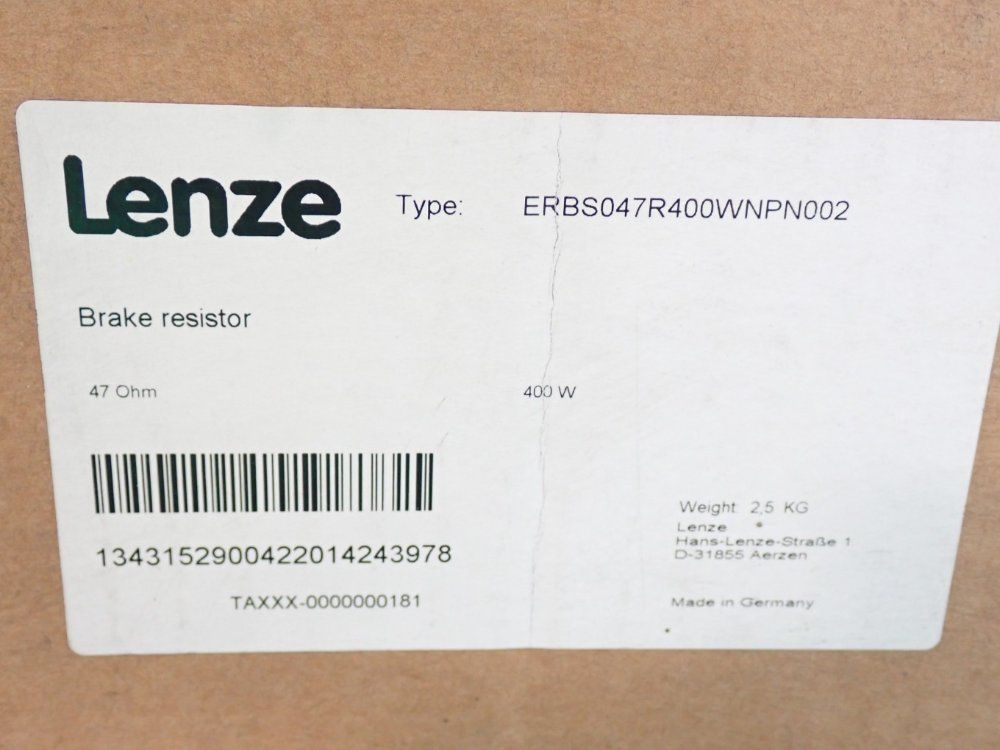 Lenze Type: ERBS047R400WNPN002
Brake resistor
47 Ohm 400 W
1343152900422014243978
TAXXX-0000000181
Weight: 2,5 KG
Lenze
Hans-Lenze-Straße 1
D-31855 Aerzen
Made in Germany